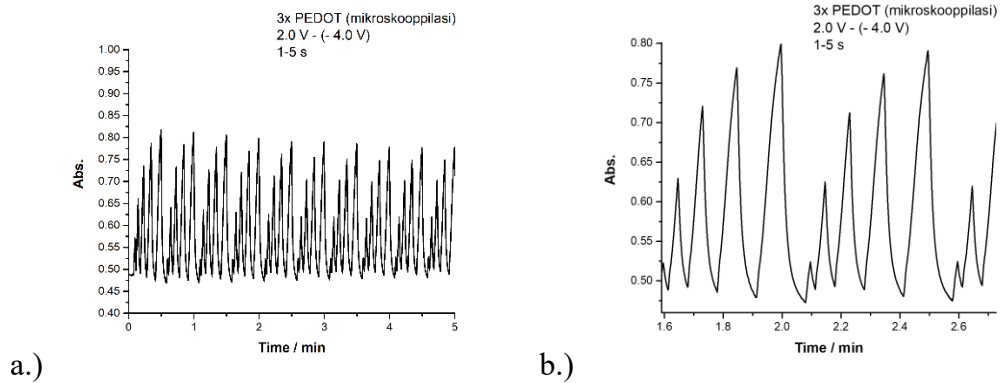 3x PEDOT (mikroskooppilasi)
2.0 V - (- 4.0 V)
1-5 s
1.00
0.95
0.90
0.85
0.80
0.75
0.70
0.65
0.60
0.55
0.50
0.45
0.40
Abs.
0 1 2 3 4 5
Time / min
a.)
3x PEDOT (mikroskooppilasi)
2.0 V - (- 4.0 V)
1-5 s
0.80
0.75
0.70
0.65
0.60
0.55
0.50
Abs.
1.6 1.8 2.0 2.2 2.4 2.6
Time / min
b.)